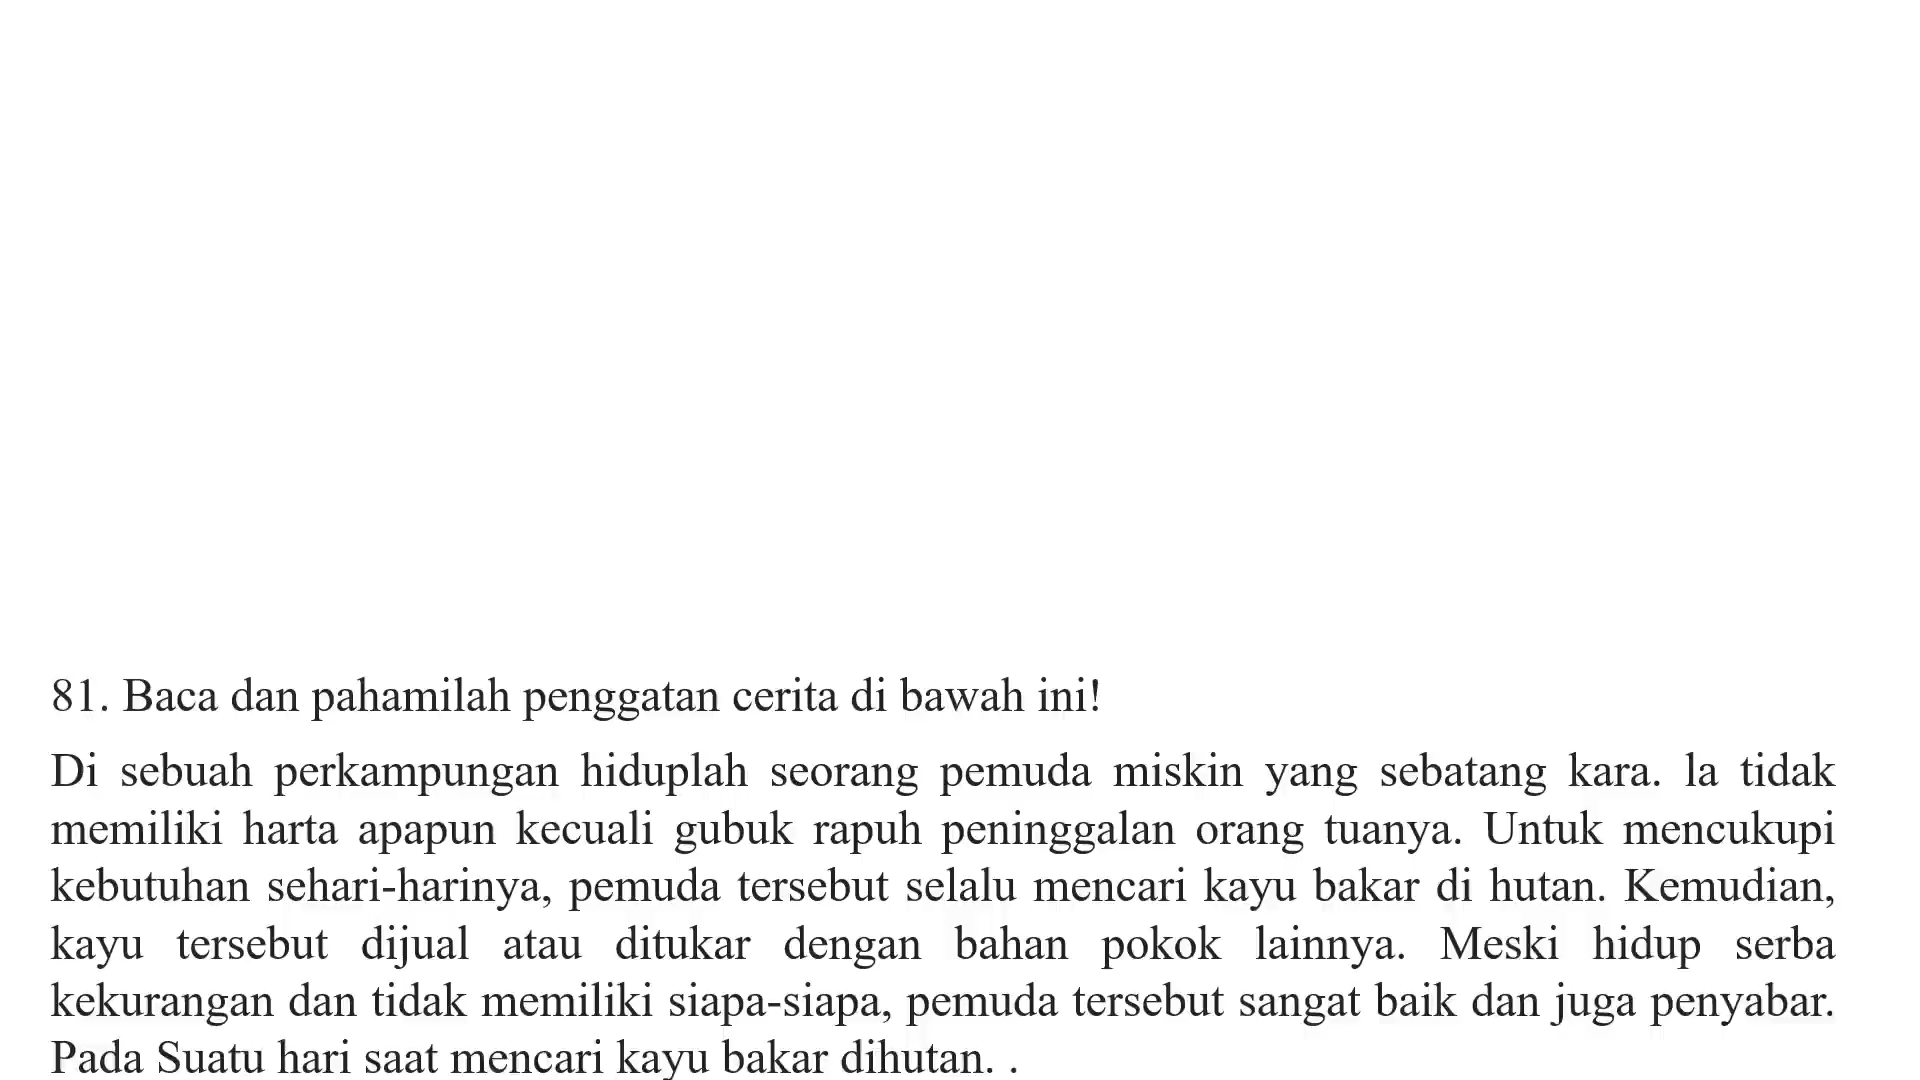 81. Baca dan pahamilah penggatan cerita di bawah ini!
Di sebuah perkampungan hiduplah seorang pemuda miskin yang sebatang kara. la tidak
memiliki harta apapun kecuali gubuk rapuh peninggalan orang tuanya. Untuk mencukupi
kebutuhan sehari-harinya, pemuda tersebut selalu mencari kayu bakar di hutan. Kemudian,
kayu tersebut dijual atau ditukar dengan bahan pokok lainnya. Meski hidup serba
kekurangan dan tidak memiliki siapa-siapa, pemuda tersebut sangat baik dan juga penyabar.
Pada Suatu hari saat mencari kayu bakar dihutan. .